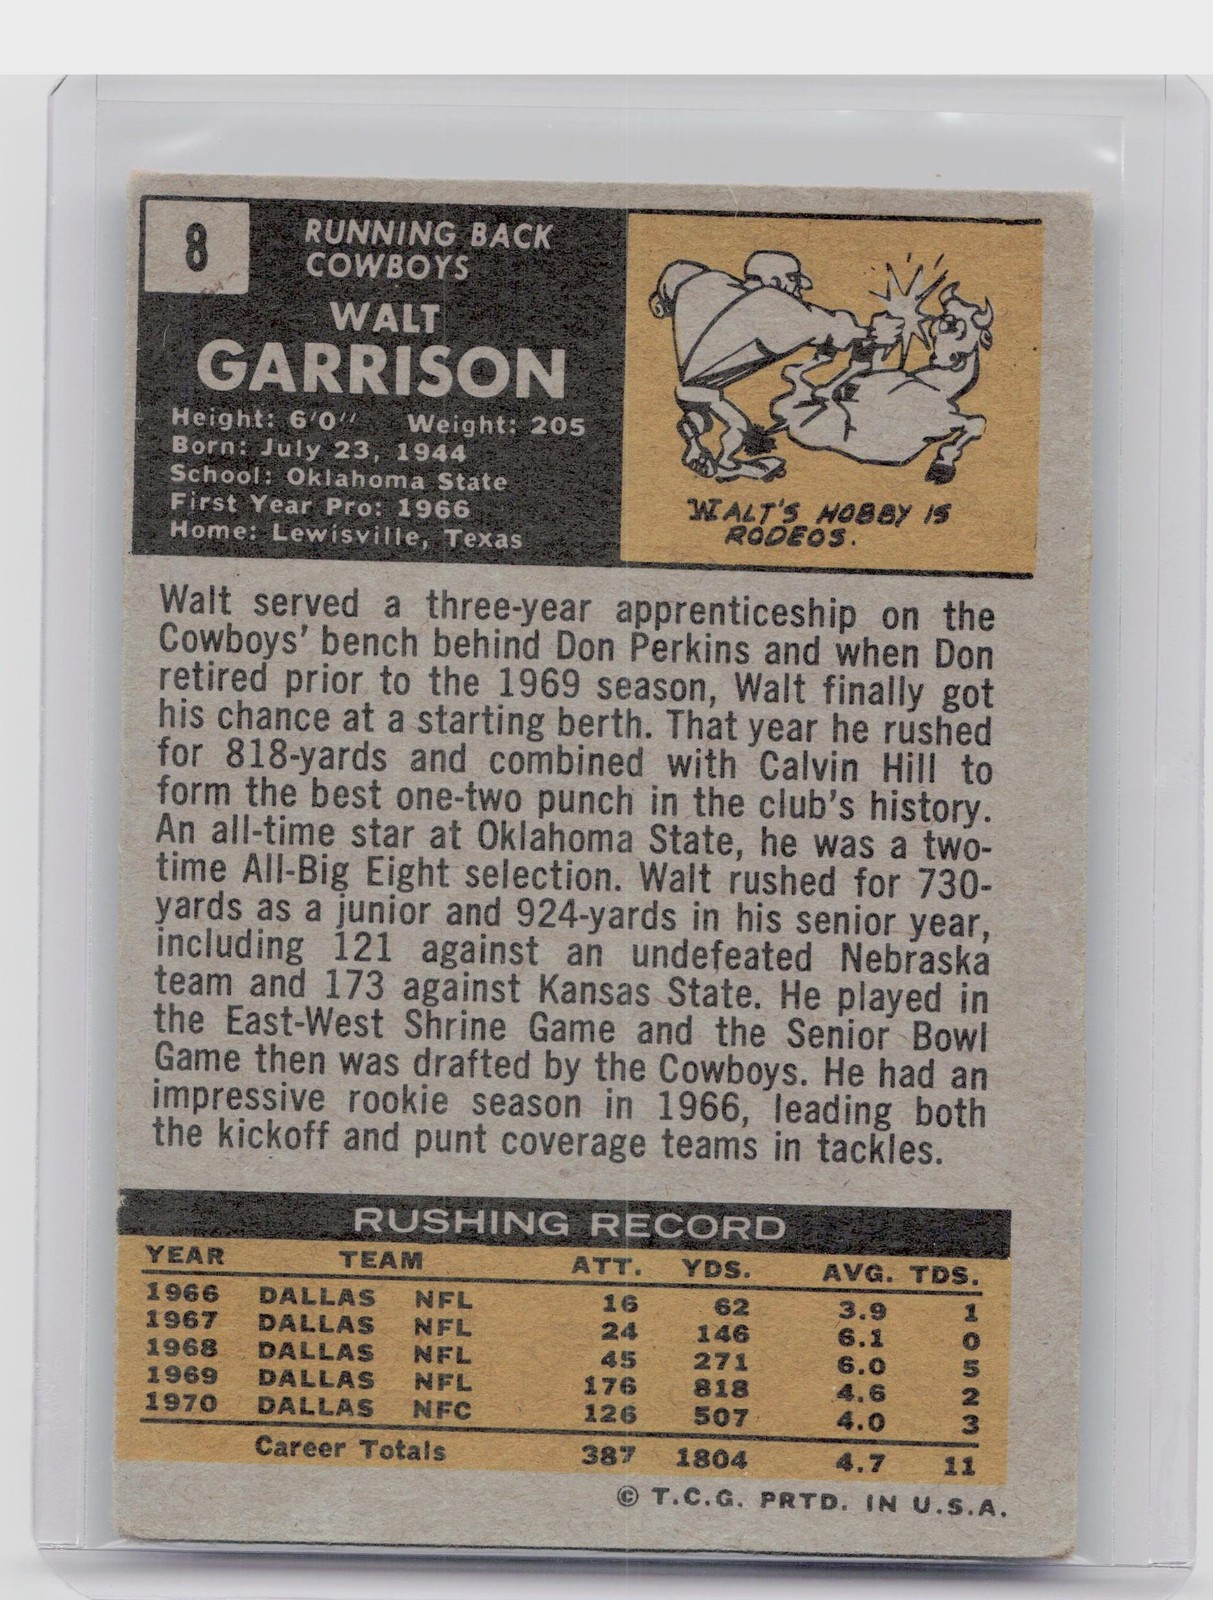 8
RUNNING BACK
COWBOYS
WALT
GARRISON
Height: 6'0'' Weight: 205
Born: July 23, 1944
School: Oklahoma State
First Year Pro: 1966
Home: Lewisville, Texas
WALT'S HOBBY IS
RODEOS.
Walt served a three-year apprenticeship on the
Cowboys' bench behind Don Perkins and when Don
retired prior to the 1969 season, Walt finally got
his chance at a starting berth. That year he rushed
for 818-yards and combined with Calvin Hill to
form the best one-two punch in the club's history.
An all-time star at Oklahoma State, he was a two-
time All-Big Eight selection. Walt rushed for 730-
yards as a junior and 924-yards in his senior year,
including 121 against an undefeated Nebraska
team and 173 against Kansas State. He played in
the East-West Shrine Game and the Senior Bowl
Game then was drafted by the Cowboys. He had an
impressive rookie season in 1966, leading both
the kickoff and punt coverage teams in tackles.
RUSHING RECORD
YEAR TEAM ATT. YDS. AVG. TDS.
1966 DALLAS NFL 16 62 3.9 1
1967 DALLAS NFL 24 146 6.1 0
1968 DALLAS NFL 45 271 6.0 5
1969 DALLAS NFL 176 818 4.6 2
1970 DALLAS NFC 126 507 4.0 3
Career Totals 387 1804 4.7 11
© T.C.G. PRTD. IN U.S.A.